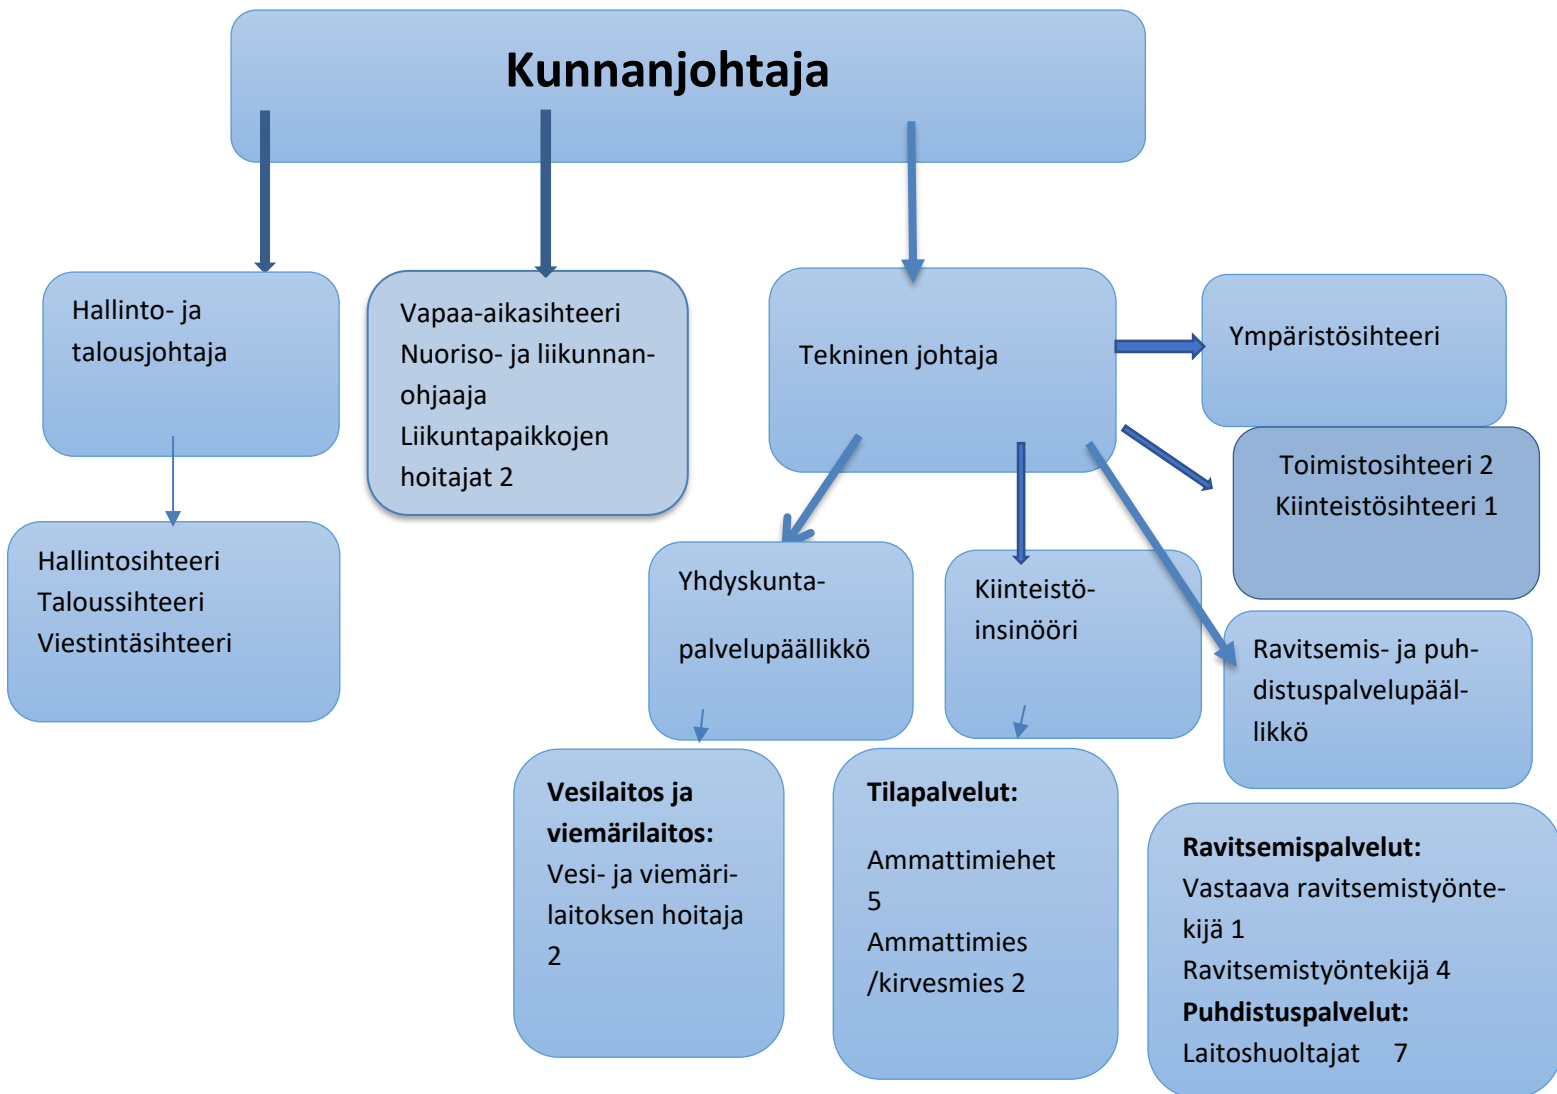 Kunnanjohtaja
Hallinto- ja
talousjohtaja
Vapaa-aikasihteeri
Nuoriso- ja liikunnan-
ohjaaja
Liikuntapaikkojen
hoitajat 2
Tekninen johtaja
Ympäristösihteeri
Toimistosihteeri 2
Kiinteistösihteeri 1
Hallintosihteeri
Taloussihteeri
Viestintäsihteeri
Yhdyskunta-
palvelupäällikkö
Kiinteistö-
insinööri
Ravitsemis- ja puh-
distuspalvelupääl-
likkö
Vesilaitos ja
viemärilaitos:
Vesi- ja viemäri-
laitoksen hoitaja
2
Tilapalvelut:
Ammattimiehet
5
Ammattimies
/kirvesmies 2
Ravitsemispalvelut:
Vastaava ravitsemistyönte-
kijä 1
Ravitsemistyöntekijä 4
Puhdistuspalvelut:
Laitoshuoltajat 7